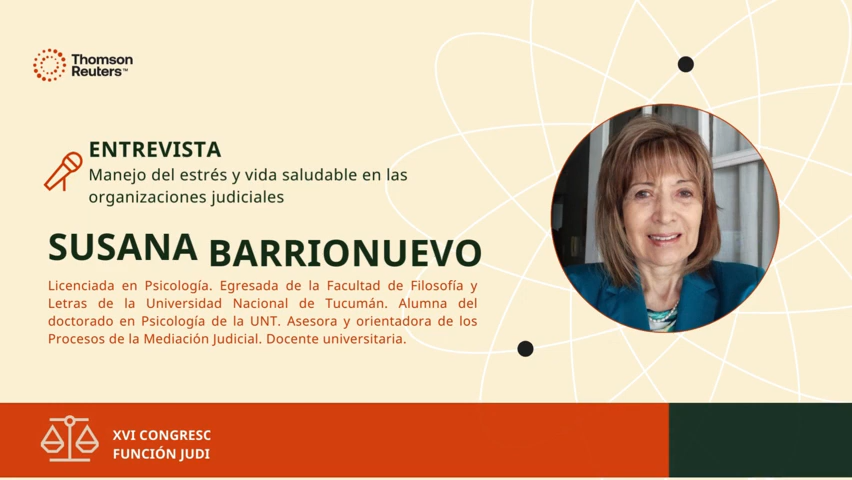 Thomson
Reuters™
ENTREVISTA
Manejo del estrés y vida saludable en las
organizaciones judiciales
SUSANA BARRIONUEVO
Licenciada en Psicología. Egresada de la Facultad de Filosofía y
Letras de la Universidad Nacional de Tucumán. Alumna del
doctorado en Psicología de la UNT. Asesora y orientadora de los
Procesos de la Mediación Judicial. Docente universitaria.
XVI CONGRESC
FUNCIÓN JUDI